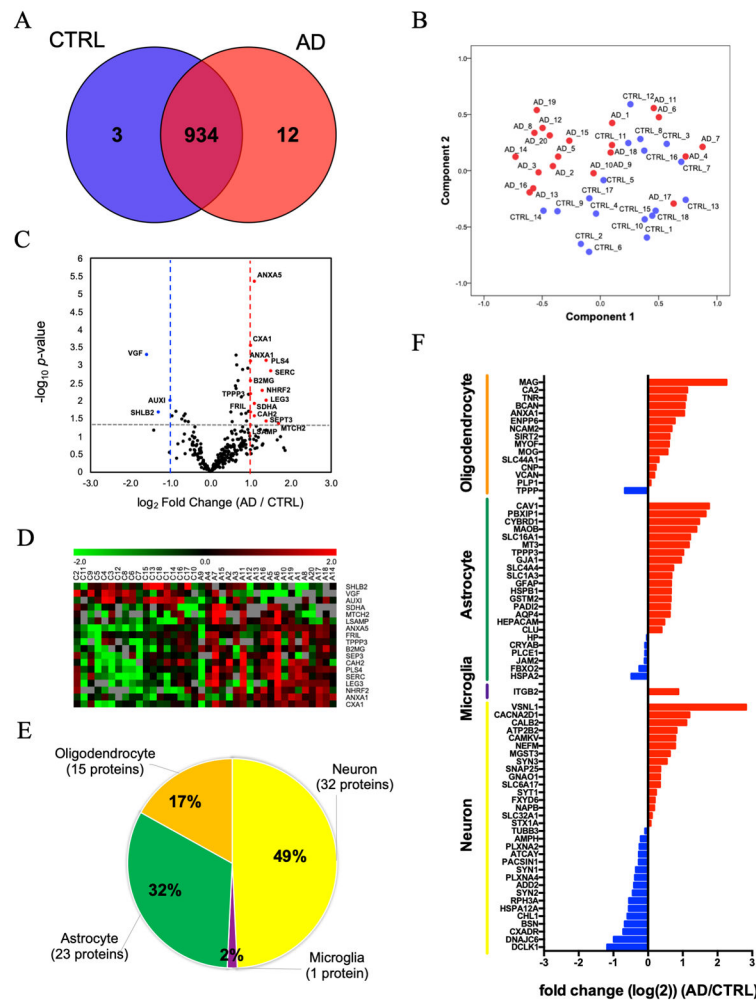 A
CTRL
AD
3
934
12
B
1.0
0.5
0.0
-0.5
-1.0
Component 2
CTRL_12
AD_11
AD_6
AD_19
AD_1
AD_8
AD_12
AD_20
AD_15
CTRL_11
CTRL_8
CTRL_3
AD_7
AD_14
AD_5
AD_18
CTRL_16
AD_4
CTRL_7
AD_3
AD_2
AD_10
AD_9
CTRL_5
AD_16
AD_13
CTRL_17
AD_17
CTRL_13
CTRL_14
CTRL_9
CTRL_4
CTRL_15
CTRL_18
CTRL_10
CTRL_1
CTRL_2
CTRL_6
-1.0
-0.5
0.0
0.5
1.0
Component 1
C
6
5.5
5
4.5
4
3.5
3
2.5
2
1.5
1
0.5
0
-log10 p-value
ANXA5
CXA1
ANXA1
PLS4
SERC
VGF
B2MG
NHRF2
TPPP3
LEG3
AUXI
FRIL
SDHA
SHLB2
CAH2
SEPT3
MTCH2
LSAMP
-3.0
-2.0
-1.0
0.0
1.0
2.0
3.0
log2 Fold Change (AD / CTRL)
D
-2.0
0.0
2.0
SHLB2
VGF
AUXI
SDHA
MTCH2
LSAMP
ANXA5
FRIL
TPPP3
B2MG
SEP3
CAH2
PLS4
SERC
LEG3
NHRF2
ANXA1
CXA1
E
Oligodendrocyte
(15 proteins)
17%
Neuron
(32 proteins)
49%
32%
Astrocyte
(23 proteins)
2%
Microglia
(1 protein)
F
Oligodendrocyte
MAG
CA2
TNR
BCAN
ANXA1
ENPP6
NCAM2
SIRT2
MYOF
MOG
SLC44A1
CNP
VCAN
PLP1
TPPP
Astrocyte
CAV1
PBXIP1
CYBRD1
MAOB
SLC16A1
MT3
TPPP3
GJA1
SLC4A4
SLC1A3
GFAP
HSPB1
GSTM2
PADI2
AQP4
HEPACAM
CLU
HP
CRYAB
PLCE1
JAM2
FBXO2
HSPA2
Microglia
ITGB2
Neuron
VSNL1
CACNA2D1
CALB2
ATP2B2
CAMKV
NEFM
MGST3
SYN3
SNAP25
GNAO1
SLC6A17
SYT1
FXYD6
NAPB
SLC32A1
STX1A
TUBB3
AMPH
PLXNA2
ATCAY
PACSIN1
SYN1
PLXNA4
ADD2
SYN2
RPH3A
HSPA12A
CHL1
BSN
CXADR
DNAJC6
DCLK1
-3
-2
-1
0
1
2
3
fold change (log(2)) (AD/CTRL)